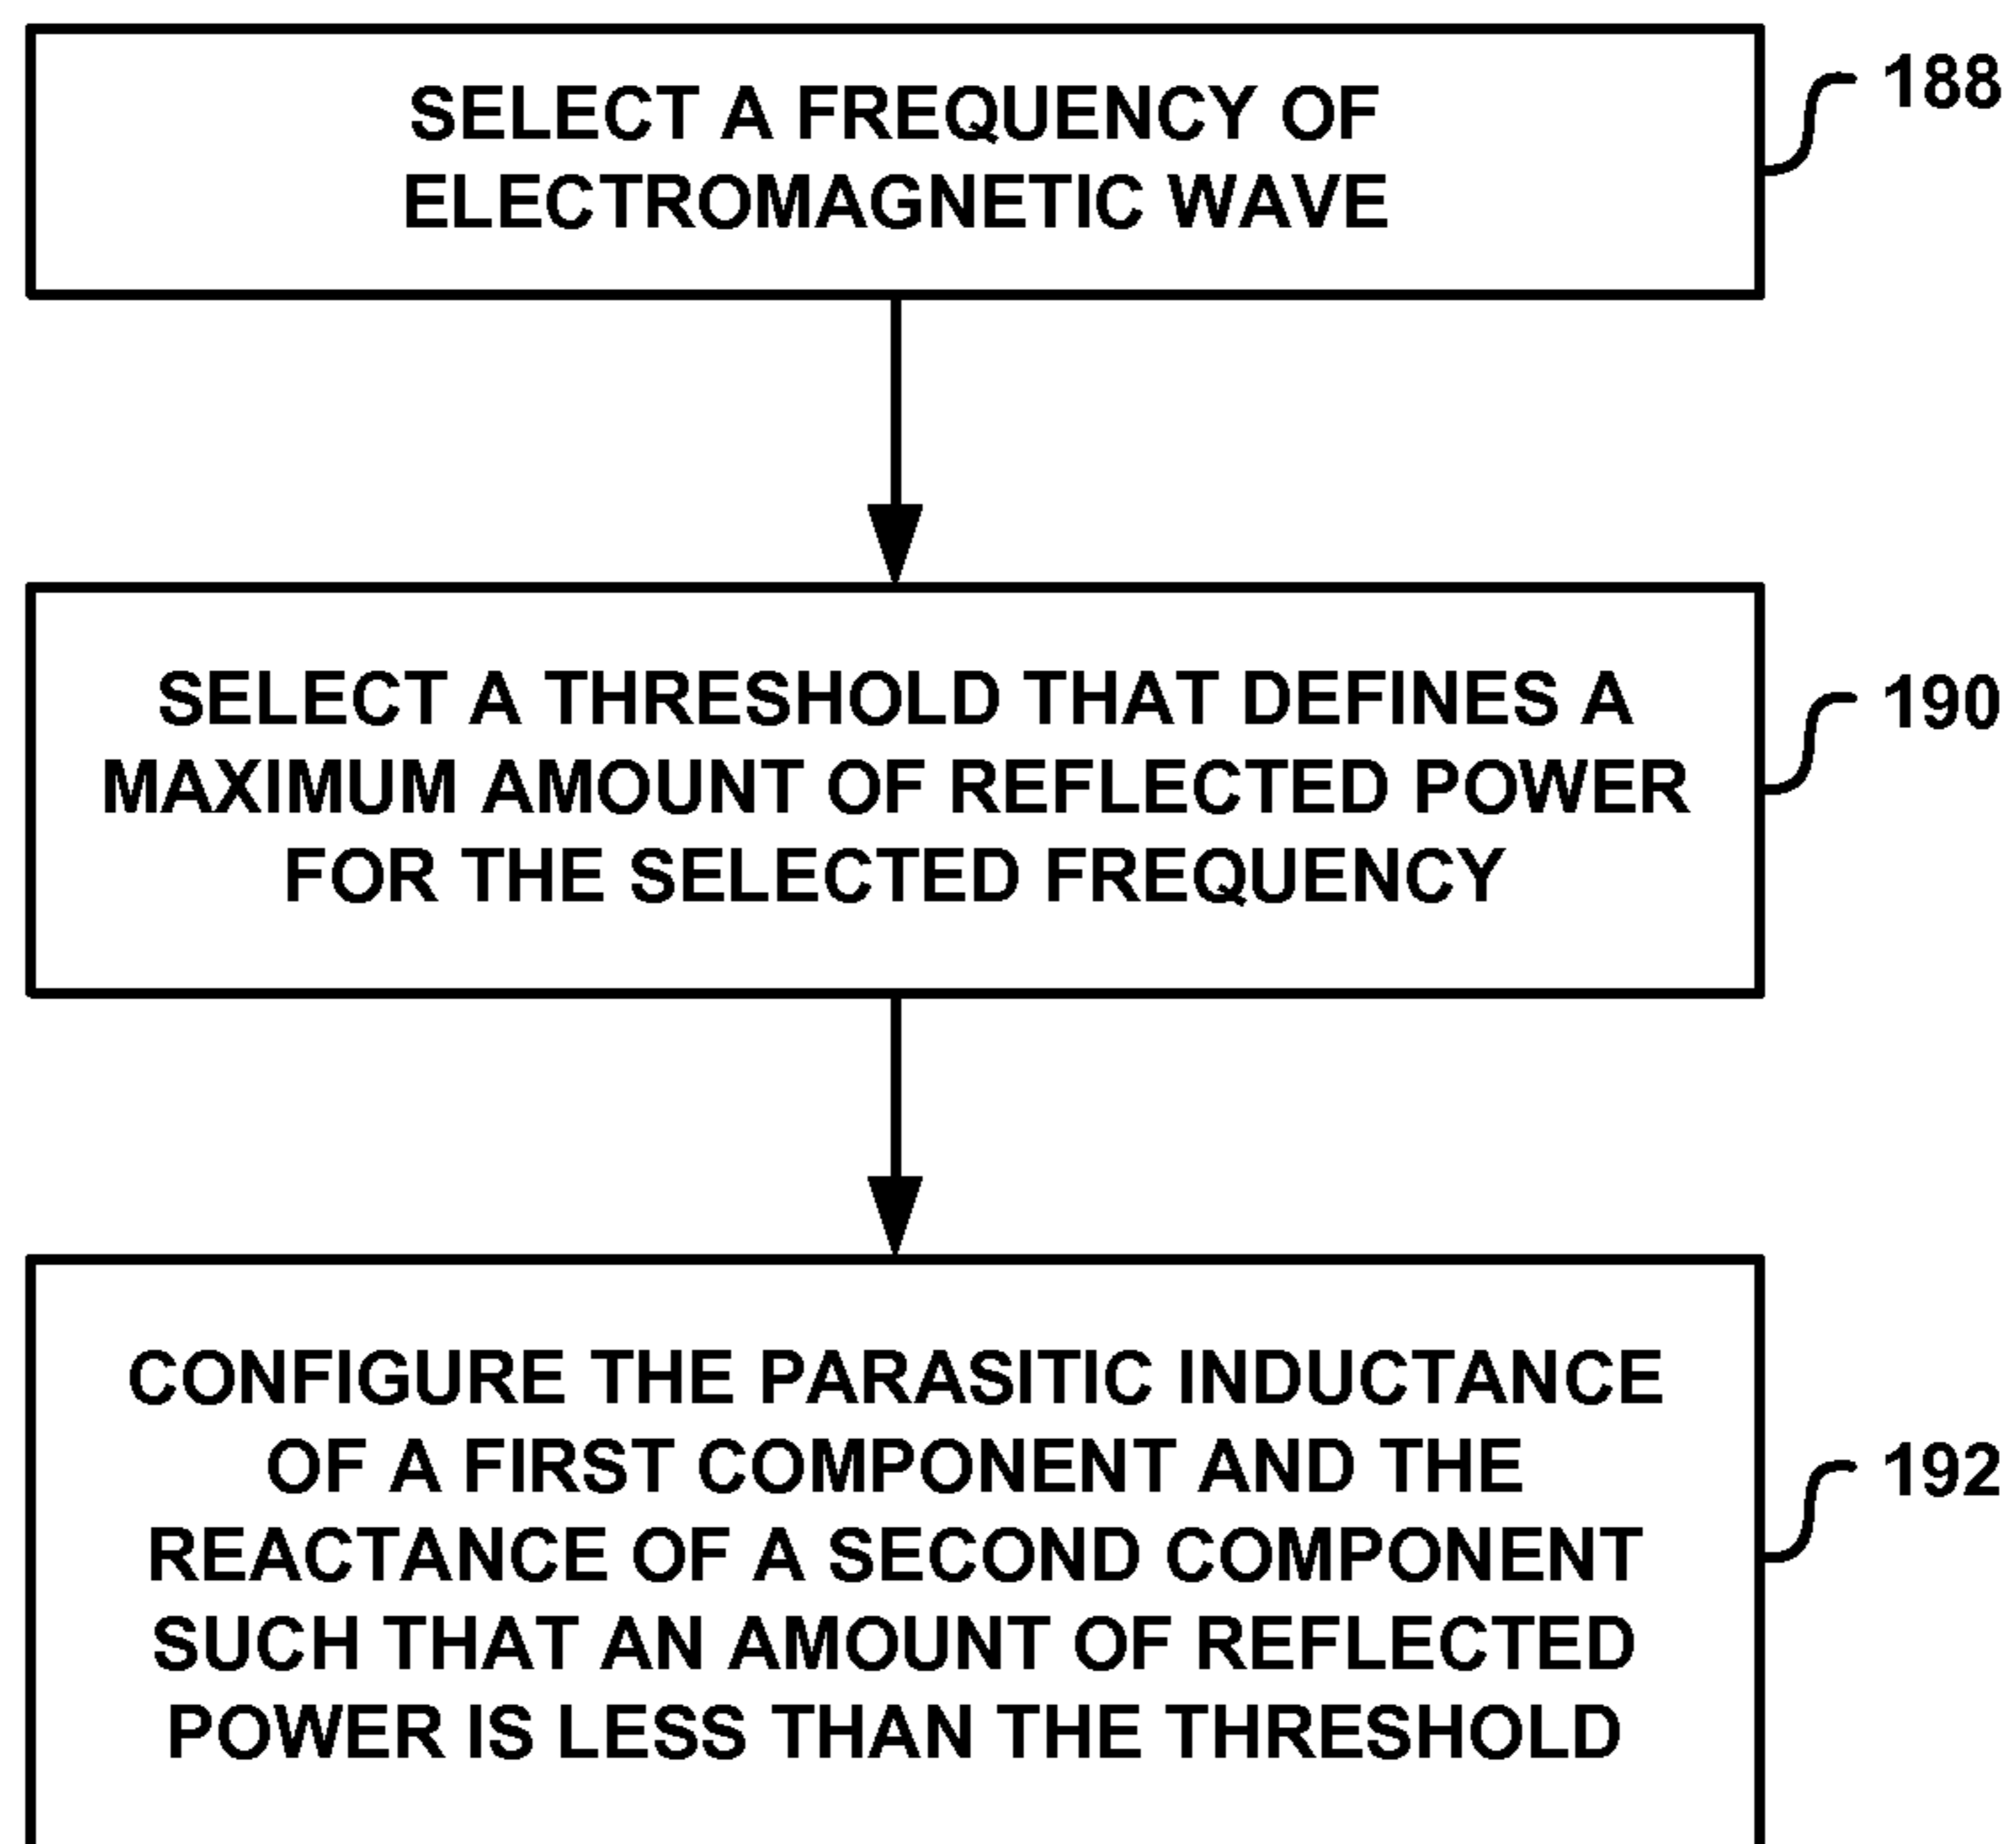 SELECT A FREQUENCY OF
ELECTROMAGNETIC WAVE
188
SELECT A THRESHOLD THAT DEFINES A
MAXIMUM AMOUNT OF REFLECTED POWER
FOR THE SELECTED FREQUENCY
190
CONFIGURE THE PARASITIC INDUCTANCE
OF A FIRST COMPONENT AND THE
REACTANCE OF A SECOND COMPONENT
SUCH THAT AN AMOUNT OF REFLECTED
POWER IS LESS THAN THE THRESHOLD
192